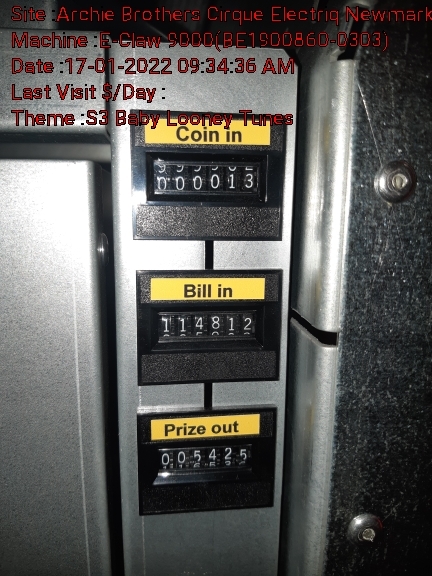 Site :Archie Brothers Cirque Electriq Newmark
Machine :E-Claw 9000(BE1900860-0303)
Date :17-01-2022 09:34:36 AM
Last Visit $/Day :
Theme :S3 Baby Looney Tunes
Coin in
000013
Bill in
114812
Prize out
005425